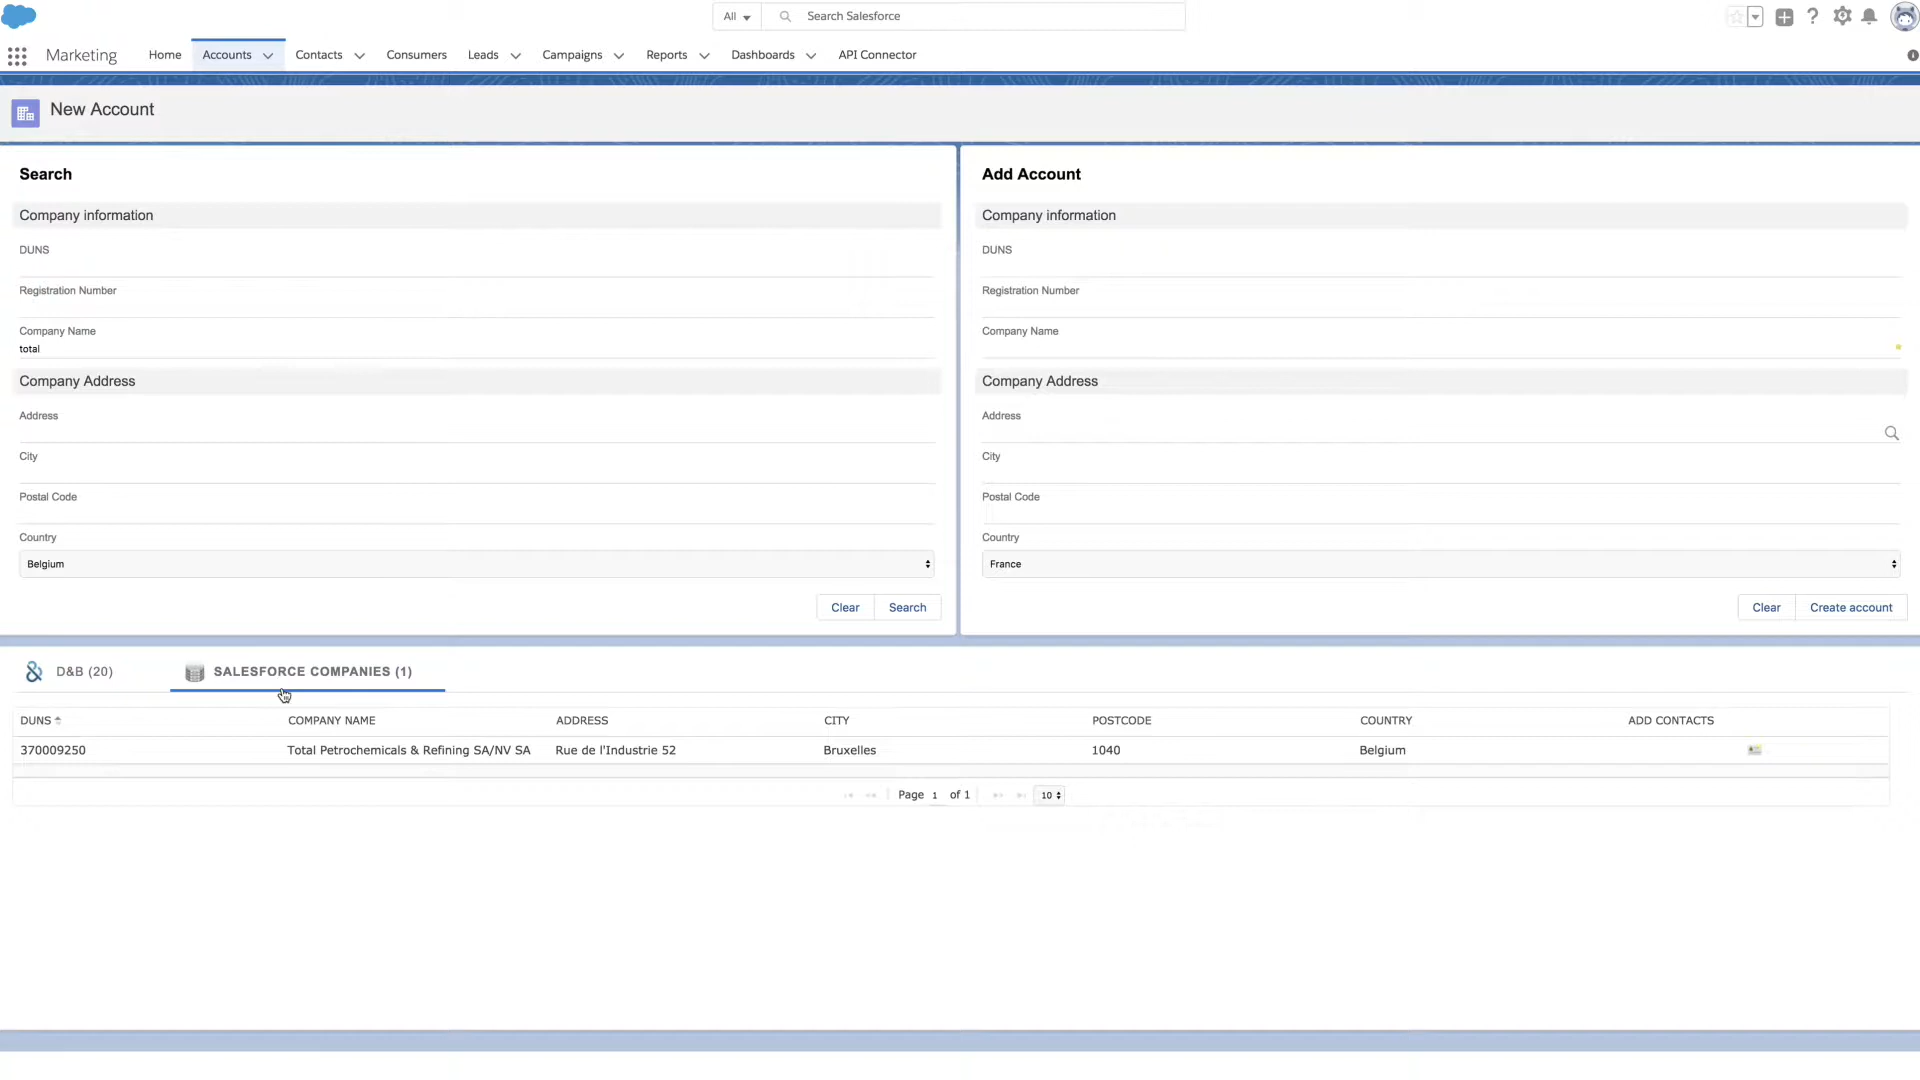 All Search Salesforce
Marketing Home Accounts Contacts Consumers Leads Campaigns Reports Dashboards API Connector
New Account
Search
Company information
DUNS
Registration Number
Company Name
total
Company Address
Address
City
Postal Code
Country
Belgium
Clear Search
Add Account
Company information
DUNS
Registration Number
Company Name
Company Address
Address
City
Postal Code
Country
France
Clear Create account
D&B (20) SALESFORCE COMPANIES (1)
DUNS COMPANY NAME ADDRESS CITY POSTCODE COUNTRY ADD CONTACTS
370009250 Total Petrochemicals & Refining SA/NV SA Rue de l'Industrie 52 Bruxelles 1040 Belgium
Page 1 of 1 10